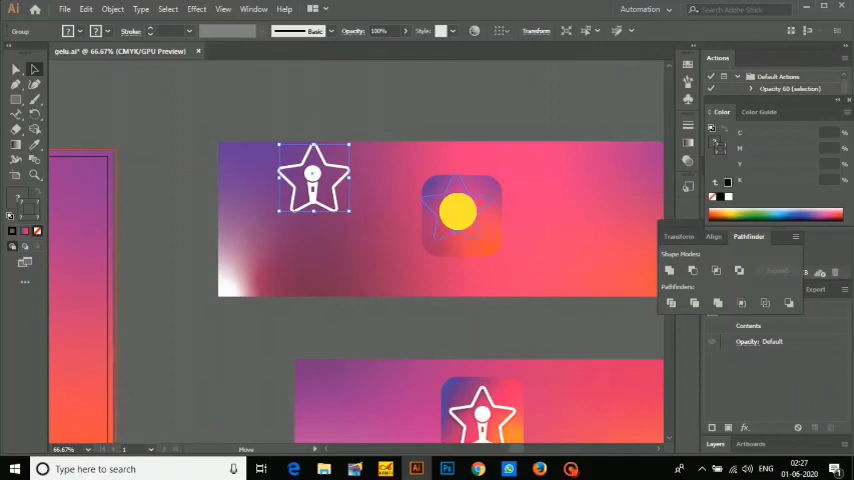 Ai File Edit Object Type Select Effect View Window Help Automation Search Adobe Stock
Group Stroke: Basic Opacity: 100% Style: Transform
gelu.ai* @ 66.67% (CMYK/GPU Preview) ×
Actions
Default Actions
Opacity 60 (selection)
Color Color Guide
C %
M %
Y %
K %
Transform Align Pathfinder
Shape Modes:
Expand
Pathfinders:
Export
Contents
Opacity: Default
fx
Layers Artboards
66.67% 1 Move
Type here to search
ENG
02:27
01-06-2020